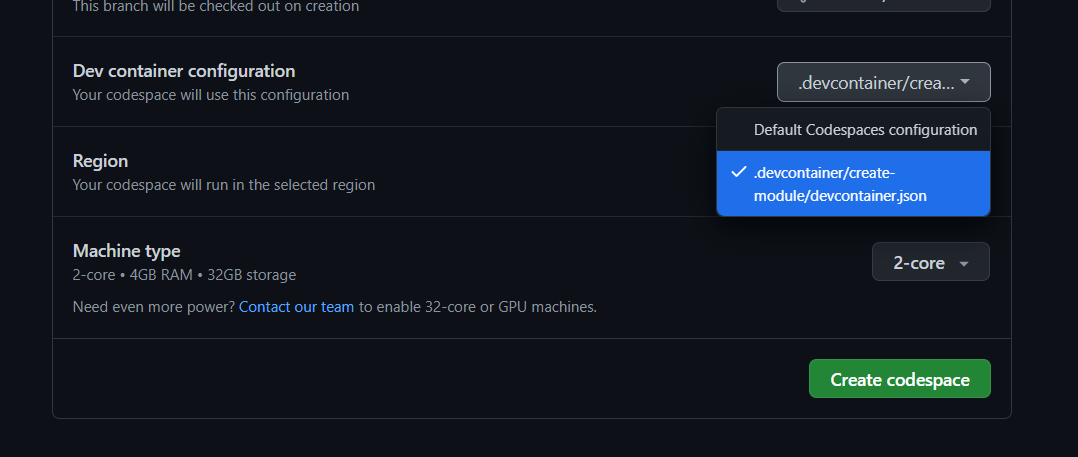 This branch will be checked out on creation
Dev container configuration
Your codespace will use this configuration
.devcontainer/crea...
Default Codespaces configuration
.devcontainer/create-
module/devcontainer.json
Region
Your codespace will run in the selected region
Machine type
2-core • 4GB RAM • 32GB storage
2-core
Need even more power? Contact our team to enable 32-core or GPU machines.
Create codespace